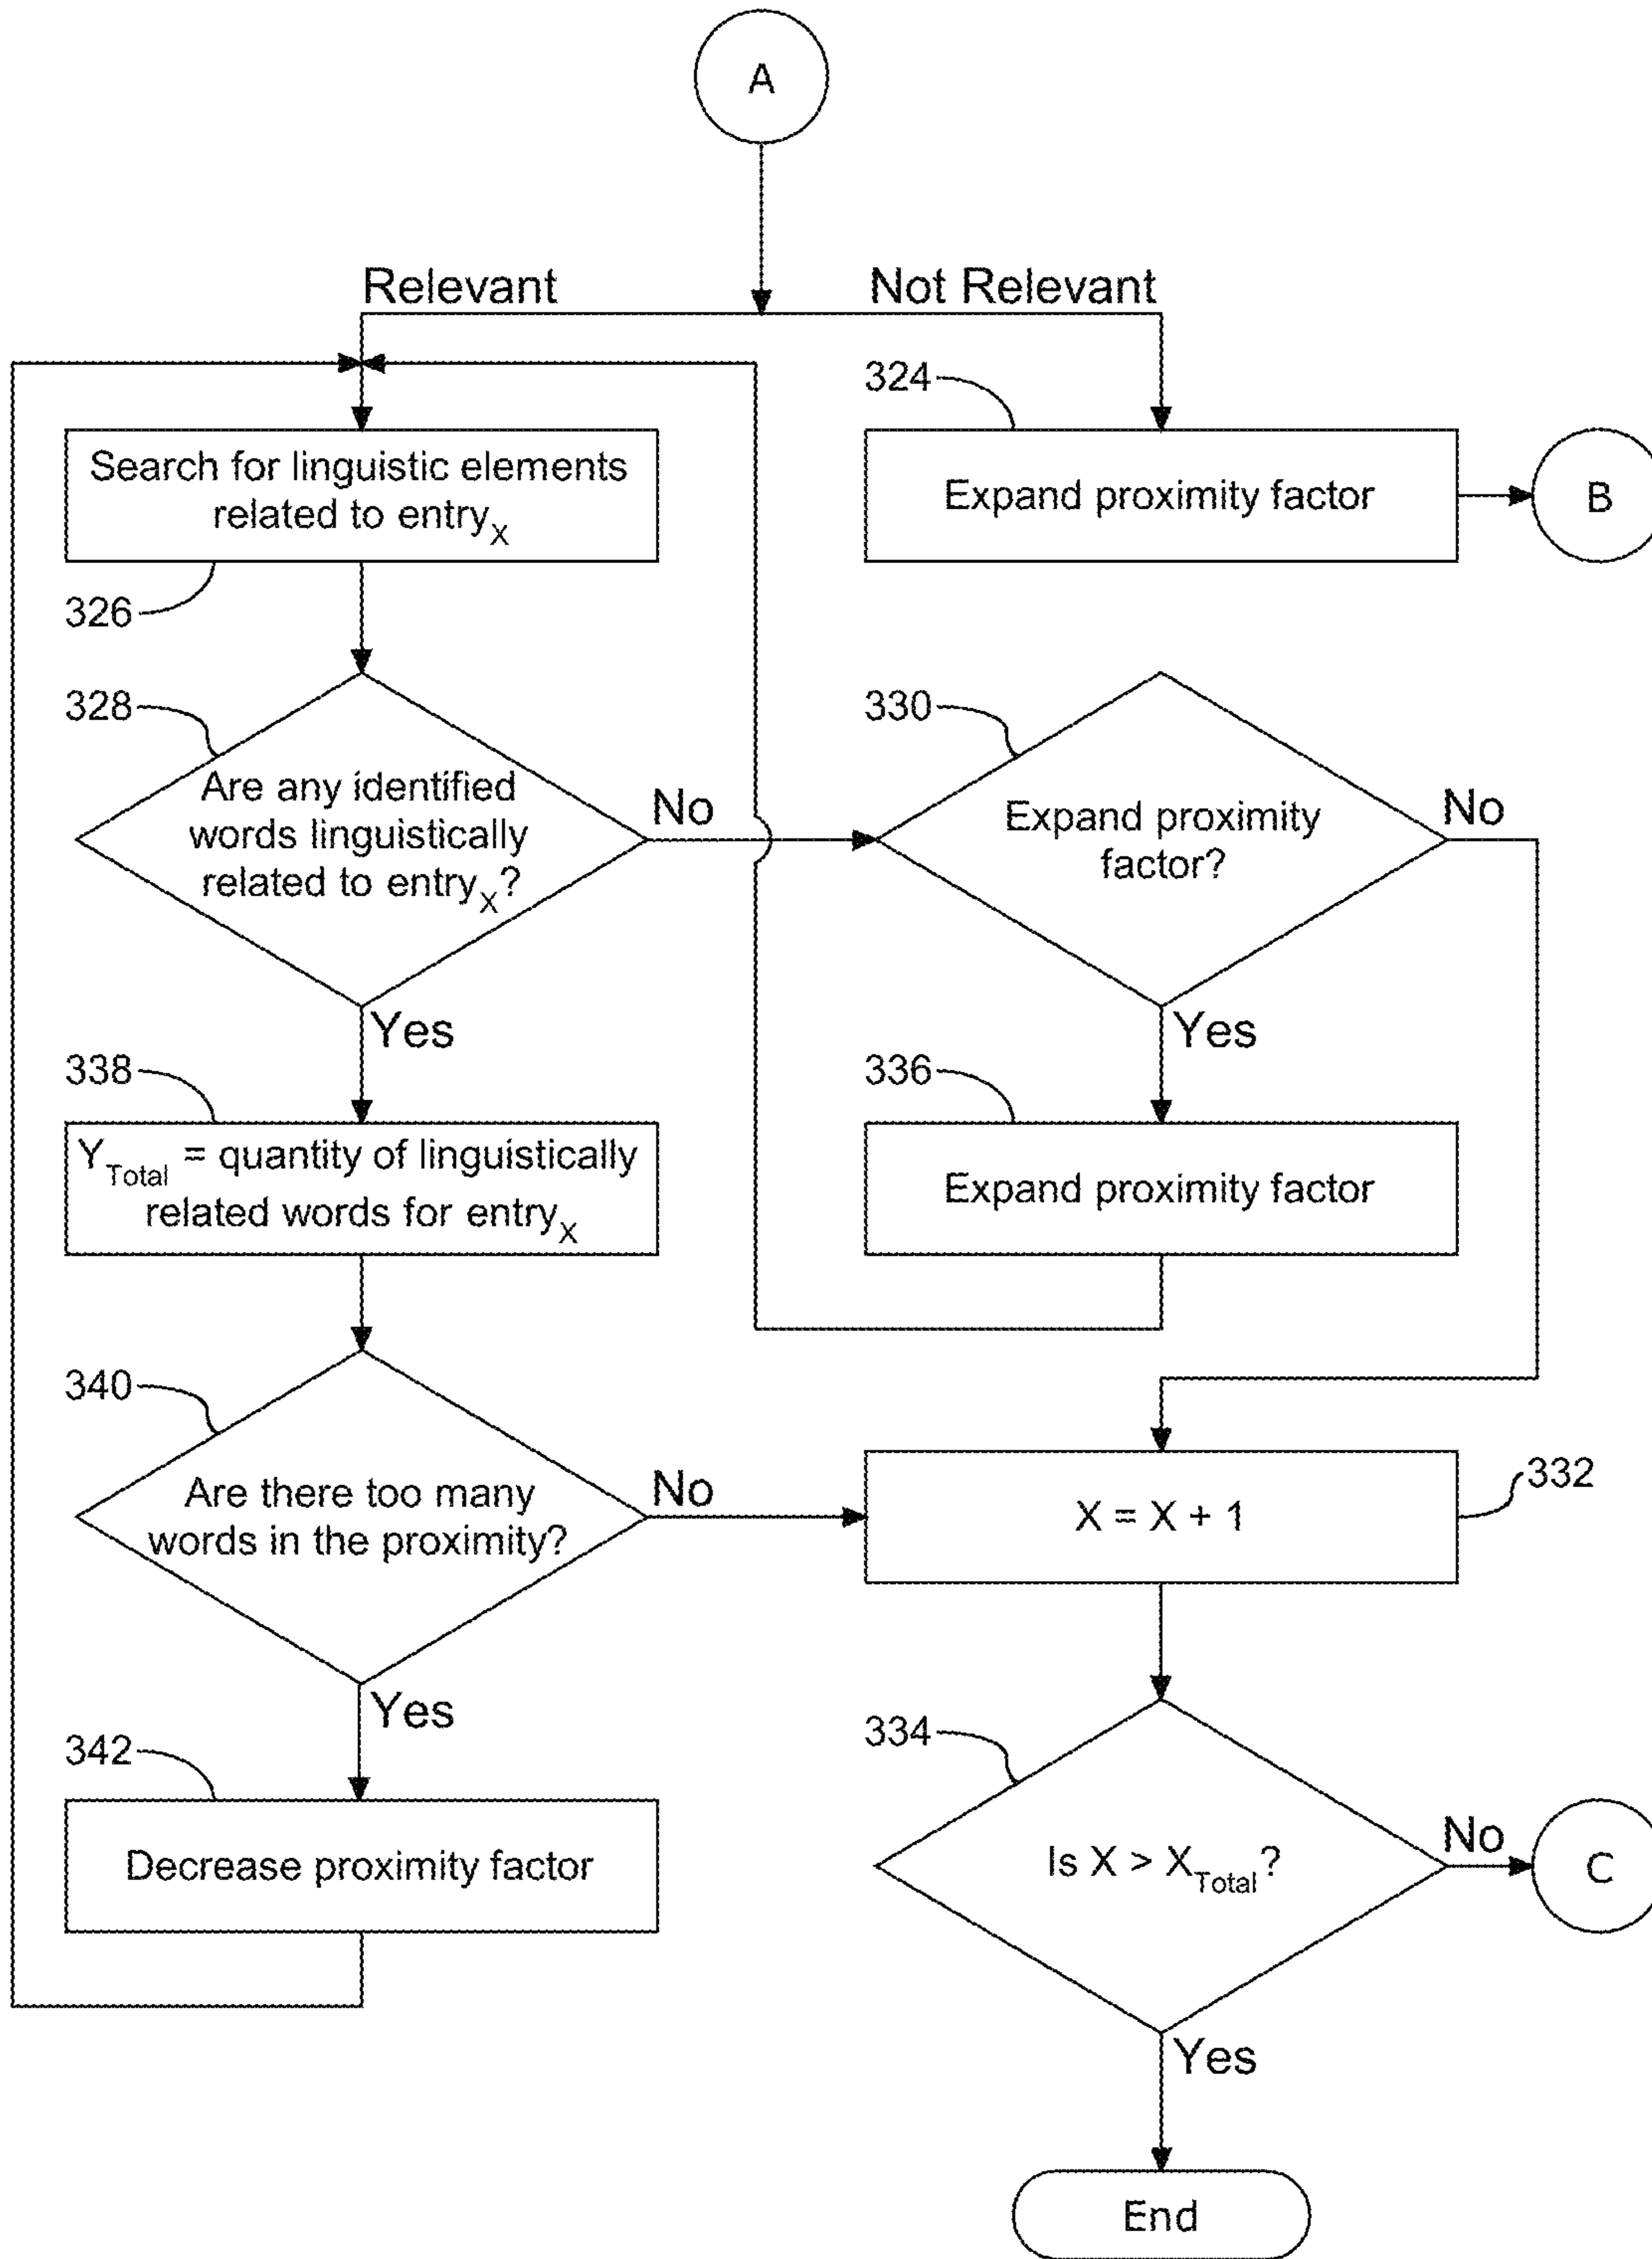 A
Relevant
Not Relevant
324
Search for linguistic elements
related to entryX
Expand proximity factor
B
326
328
330
Are any identified
words linguistically
related to entryX?
No
Expand proximity
factor?
No
Yes
Yes
338
336
YTotal = quantity of linguistically
related words for entryX
Expand proximity factor
340
Are there too many
words in the proximity?
No
X = X + 1
332
Yes
334
342
Decrease proximity factor
Is X > XTotal?
No
C
Yes
End